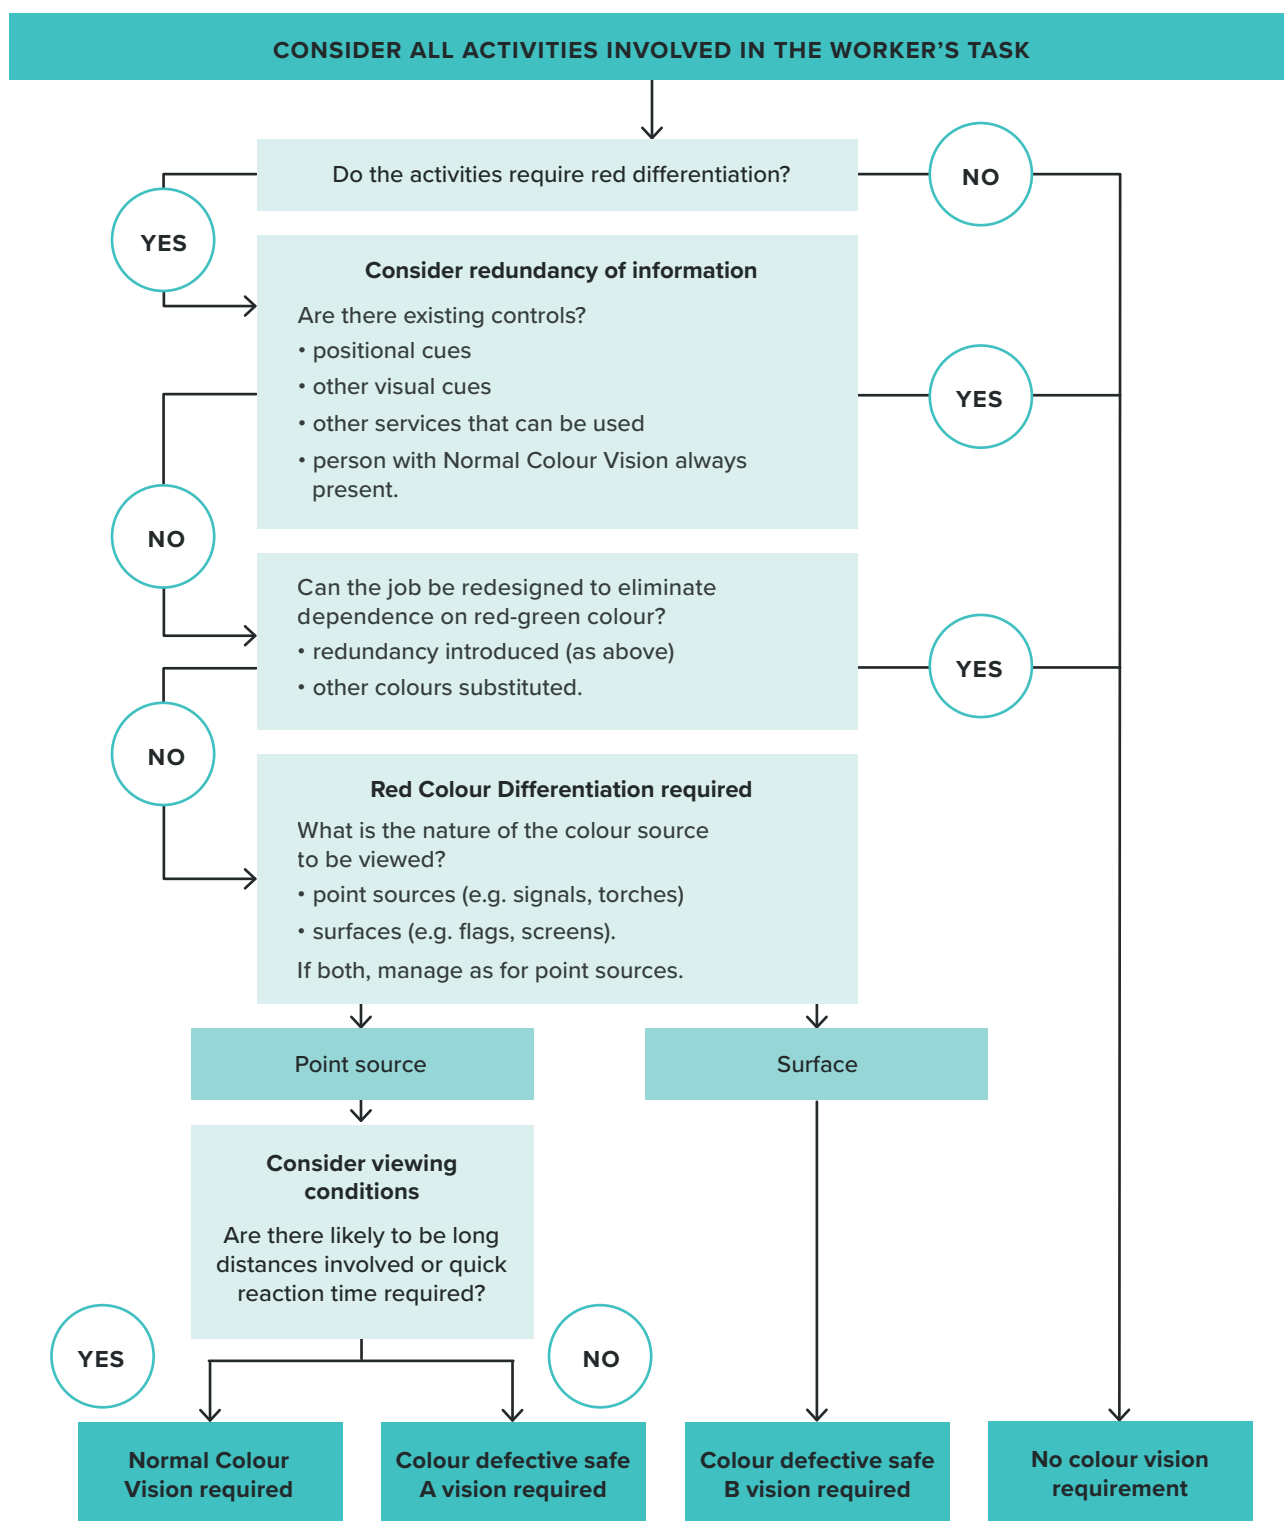 CONSIDER ALL ACTIVITIES INVOLVED IN THE WORKER'S TASK
Do the activities require red differentiation?
NO
YES
Consider redundancy of information
Are there existing controls?
• positional cues
• other visual cues
• other services that can be used
• person with Normal Colour Vision always
present.
YES
NO
Can the job be redesigned to eliminate
dependence on red-green colour?
• redundancy introduced (as above)
• other colours substituted.
YES
NO
Red Colour Differentiation required
What is the nature of the colour source
to be viewed?
• point sources (e.g. signals, torches)
• surfaces (e.g. flags, screens).
If both, manage as for point sources.
Point source
Surface
Consider viewing
conditions
Are there likely to be long
distances involved or quick
reaction time required?
YES
NO
Normal Colour
Vision required
Colour defective safe
A vision required
Colour defective safe
B vision required
No colour vision
requirement